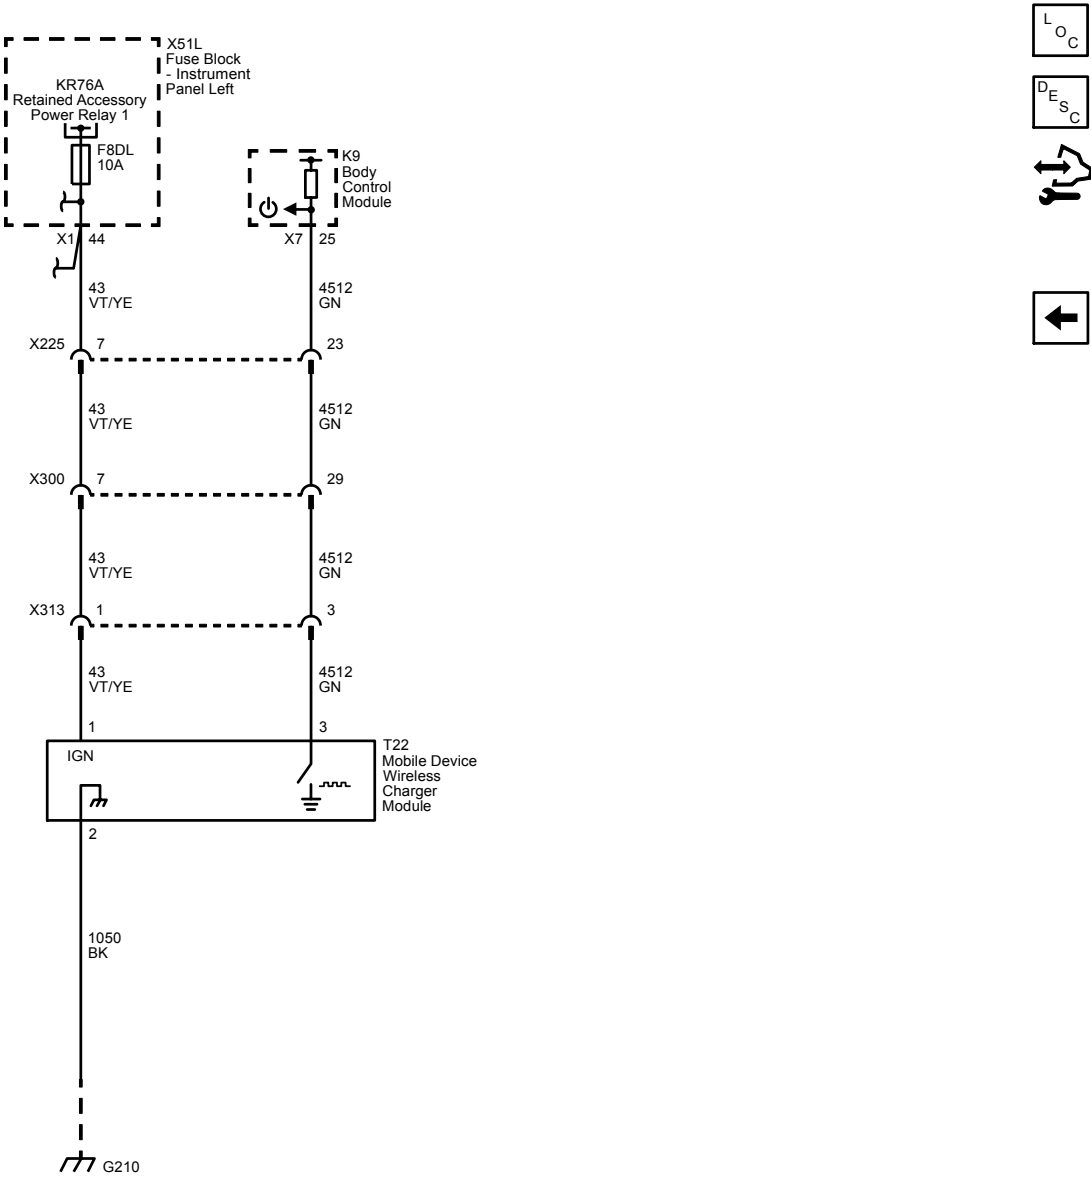 L
O
C
D
E
S
C
X51L
Fuse Block
- Instrument
Panel Left
KR76A
Retained Accessory
Power Relay 1
F8DL
10A
K9
Body
Control
Module
X1 44
X7 25
43
VT/YE
4512
GN
X225 7
23
43
VT/YE
4512
GN
X300 7
29
43
VT/YE
4512
GN
X313 1
3
43
VT/YE
4512
GN
1
3
IGN
T22
Mobile Device
Wireless
Charger
Module
2
1050
BK
G210